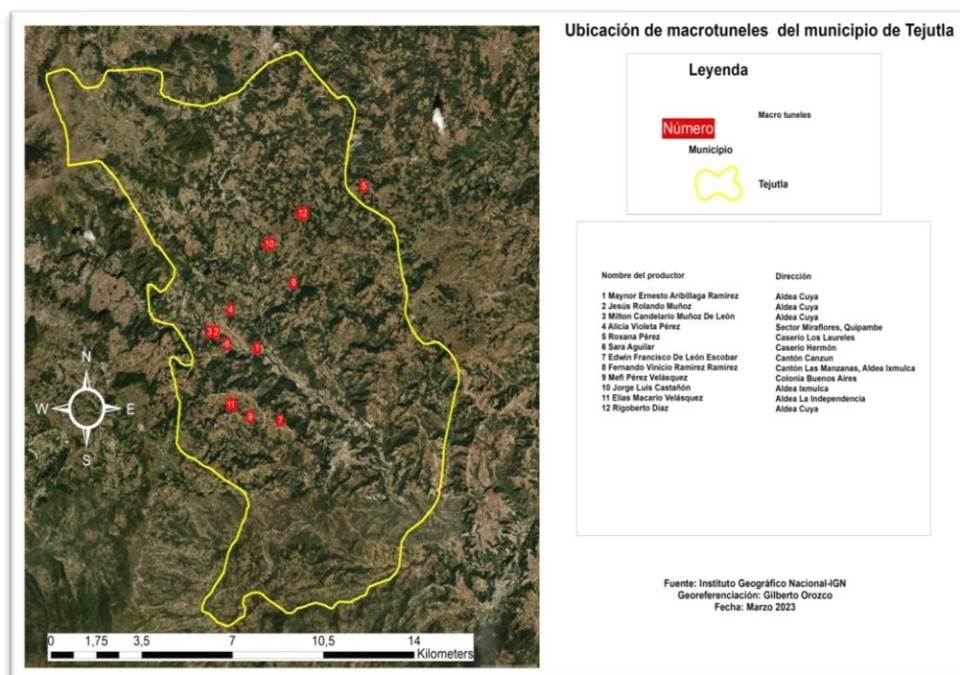 Ubicación de macrotuneles del municipio de Tejutla
Leyenda
Macro tuneles
Número
Municipio
Tejutla
Nombre del productor Dirección
1 Maynor Ernesto Aribillaga Ramirez Aldea Cuya
2 Jesús Rolando Muñoz Aldea Cuya
3 Milton Candelario Muñoz De León Aldea Cuya
4 Alicia Violeta Pérez Sector Miraflores, Quipambe
5 Roxana Pérez Caserio Los Laureles
6 Sara Aguilar Caserio Hermón
7 Edwin Francisco De León Escobar Cantón Canzun
8 Fernando Vinicio Ramirez Ramirez Cantón Las Manzanas, Aldea Ixmulca
9 Mefi Pérez Velásquez Colonia Buenos Aires
10 Jorge Luis Castañón Aldea Ixmulca
11 Elias Macario Velásquez Aldea La Independencia
12 Rigoberto Díaz Aldea Cuya
Fuente: Instituto Geográfico Nacional-IGN
Georeferenciación: Gilberto Orozco
Fecha: Marzo 2023
5
12
10
8
4
3 2
6
1
11
9
7
N
W E
S
0 1,75 3,5 7 10,5 14
Kilometers